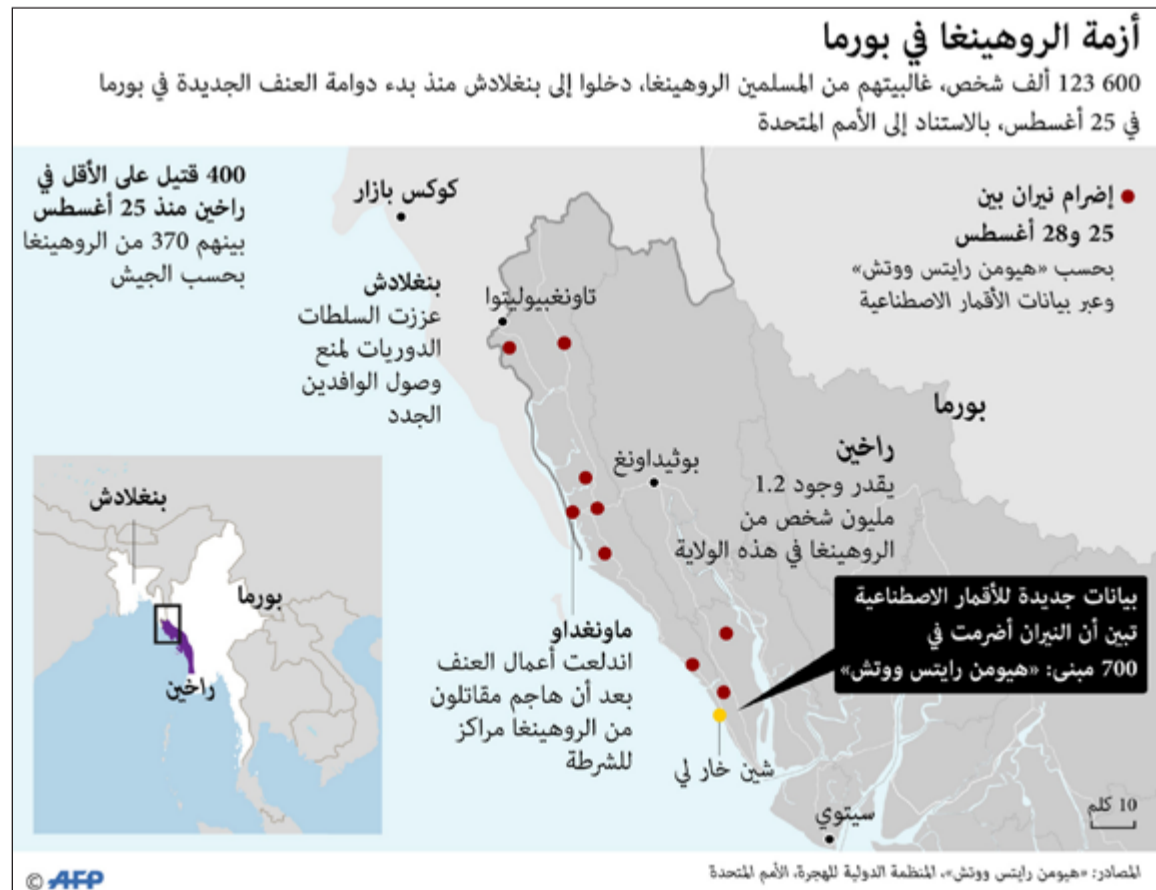 أزمة الروهينغا في بورما
600 123 ألف شخص، غالبيتهم من المسلمين الروهينغا، دخلوا إلى بنغلادش منذ بدء دوامة العنف الجديدة في بورما
في 25 أغسطس، بالاستناد إلى الأمم المتحدة
إضرام نيران بين
25 و28 أغسطس
بحسب «هيومن رايتس ووتش»
وعبر بيانات الأقمار الاصطناعية
400 قتيل على الأقل في
راخين منذ 25 أغسطس
بينهم 370 من الروهينغا
بحسب الجيش
كوكس بازار
بنغلادش
عززت السلطات
الدوريات لمنع
وصول الوافدين
الجدد
تاونغبيوليتوا
بورما
راخين
يقدر وجود 1.2
مليون شخص من
الروهينغا في هذه الولاية
بوثيداونغ
بيانات جديدة للأقمار الاصطناعية
تبين أن النيران أضرمت في
700 مبنى: «هيومن رايتس ووتش»
ماونغداو
اندلعت أعمال العنف
بعد أن هاجم مقاتلون
من الروهينغا مراكز
للشرطة
شين خار لي
سيتوي
10 كلم
بنغلادش
بورما
راخين
المصادر: «هيومن رايتس ووتش»، المنظمة الدولية للهجرة، الأمم المتحدة
© AFP